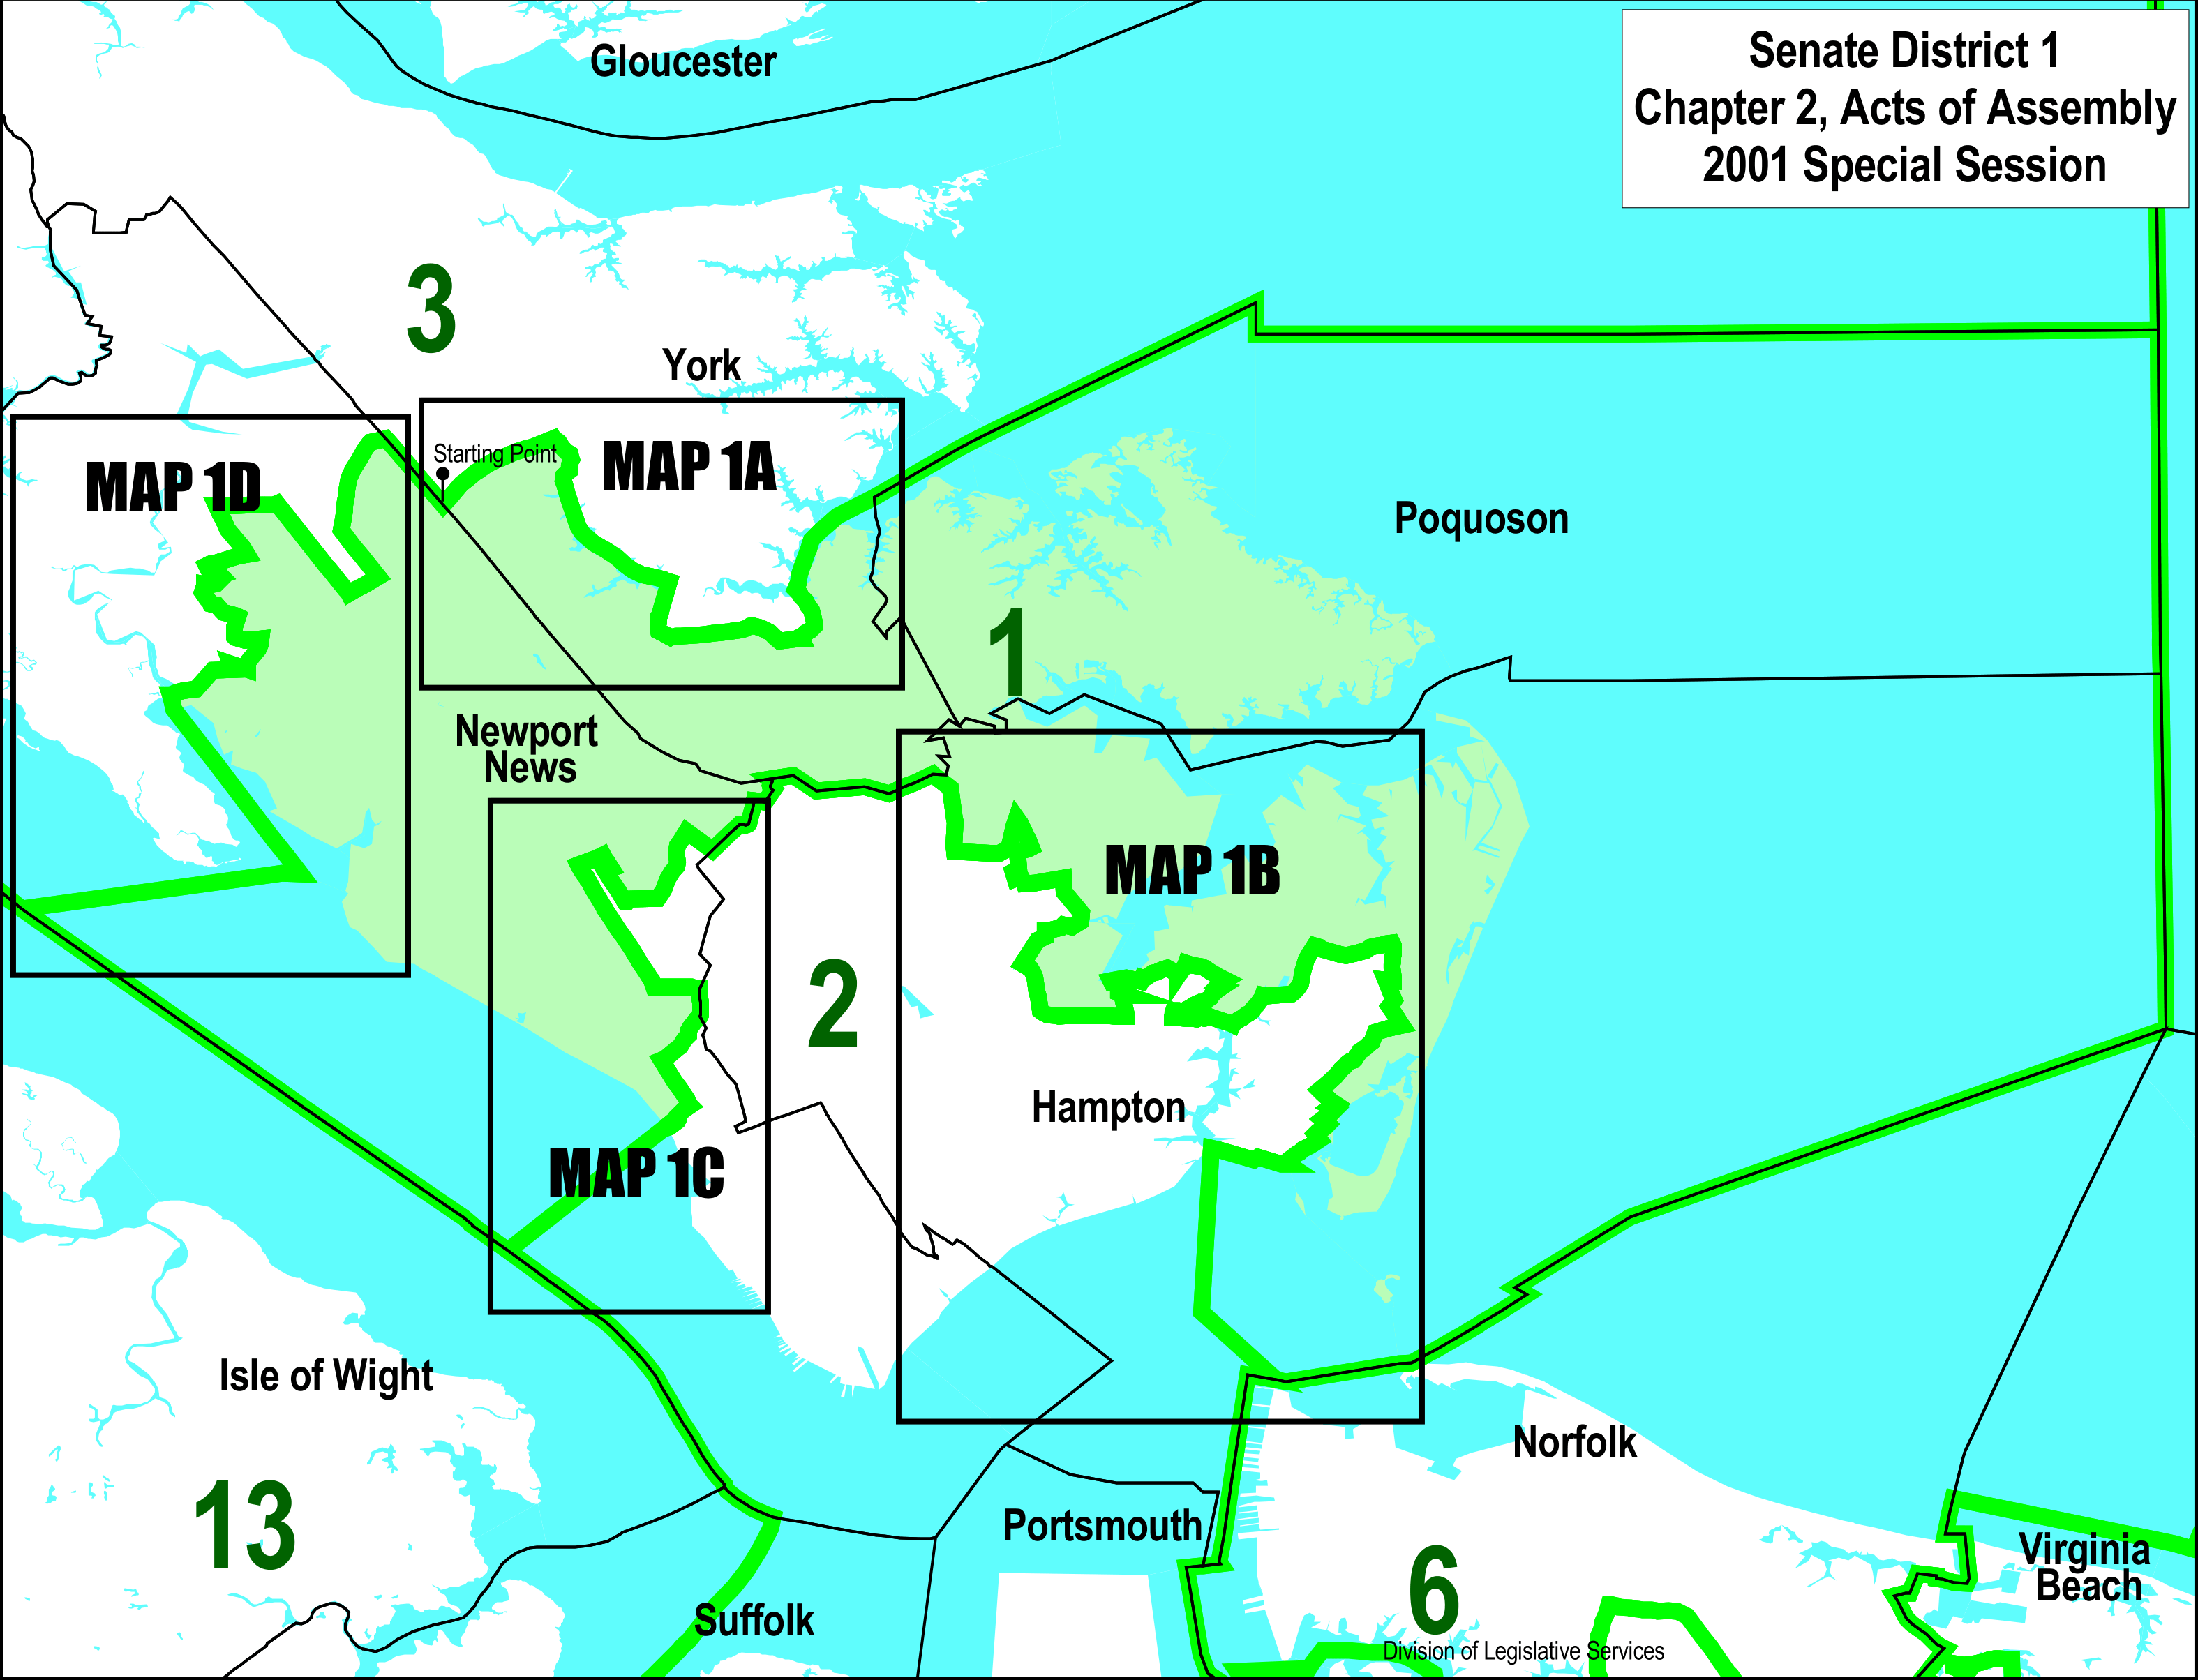 Gloucester
Senate District 1
Chapter 2, Acts of Assembly
2001 Special Session
3
York
Starting Point
MAP 1D
MAP 1A
Poquoson
1
Newport
News
MAP 1B
2
Hampton
MAP 1C
Isle of Wight
Norfolk
13
Portsmouth
Virginia
Beach
6
Suffolk
Division of Legislative Services